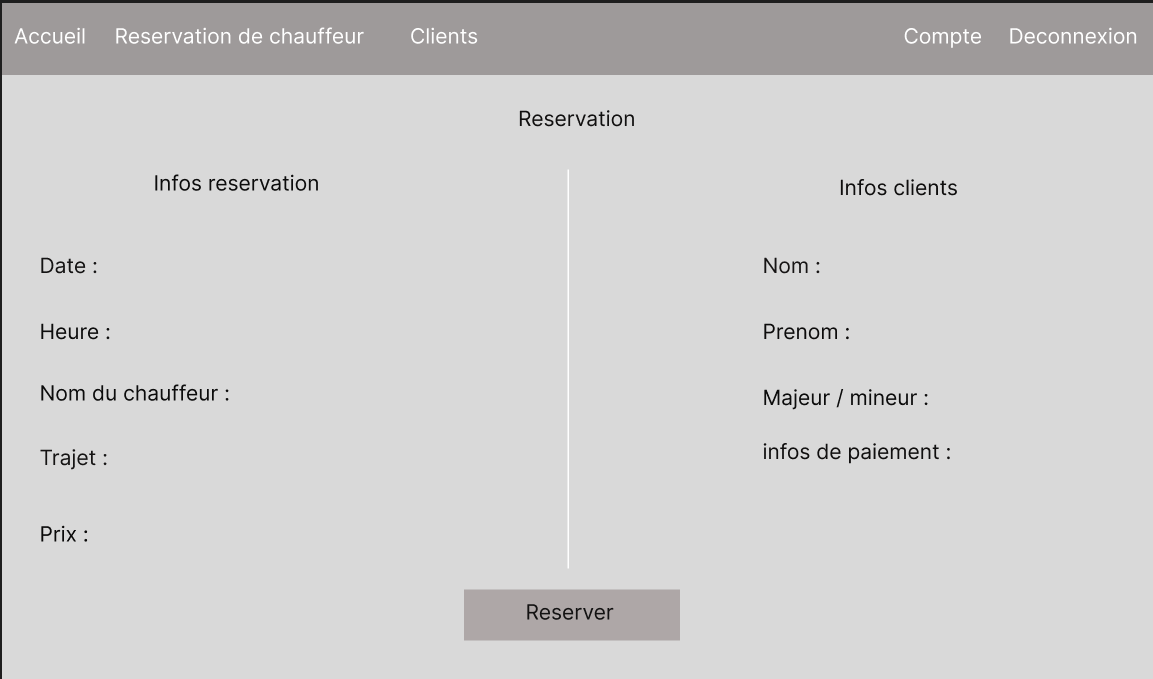 Accueil Reservation de chauffeur Clients Compte Deconnexion
Reservation
Infos reservation
Date :
Heure :
Nom du chauffeur :
Trajet :
Prix :
Infos clients
Nom :
Prenom :
Majeur / mineur :
infos de paiement :
Reserver